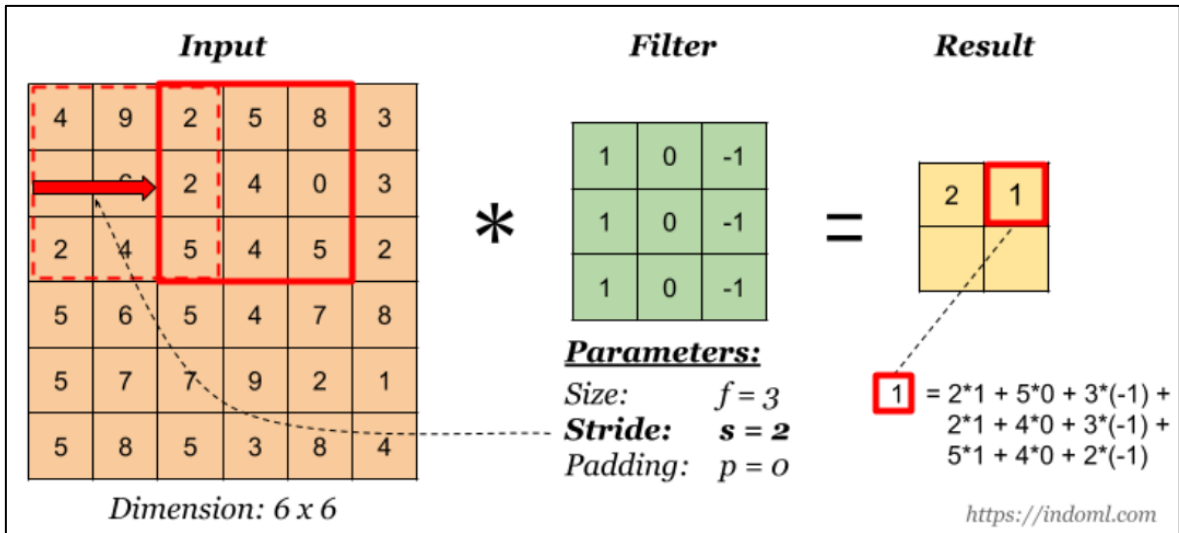 Input Filter Result
4 9 2 5 8 3
2 4 0 3
2 4 5 4 5 2
5 6 5 4 7 8
5 7 7 9 2 1
5 8 5 3 8 4
Dimension: 6 x 6
*
1 0 -1
1 0 -1
1 0 -1
Parameters:
Size: f = 3
Stride: s = 2
Padding: p = 0
=
2 1
1 = 2*1 + 5*0 + 3*(-1) +
2*1 + 4*0 + 3*(-1) +
5*1 + 4*0 + 2*(-1)
https://indoml.com